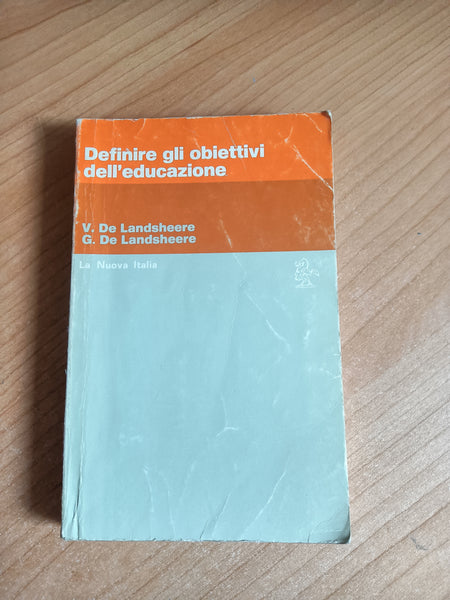 Definire gli obiettivi
dell'educazione
V. De Landsheere
G. De Landsheere
La Nuova Italia